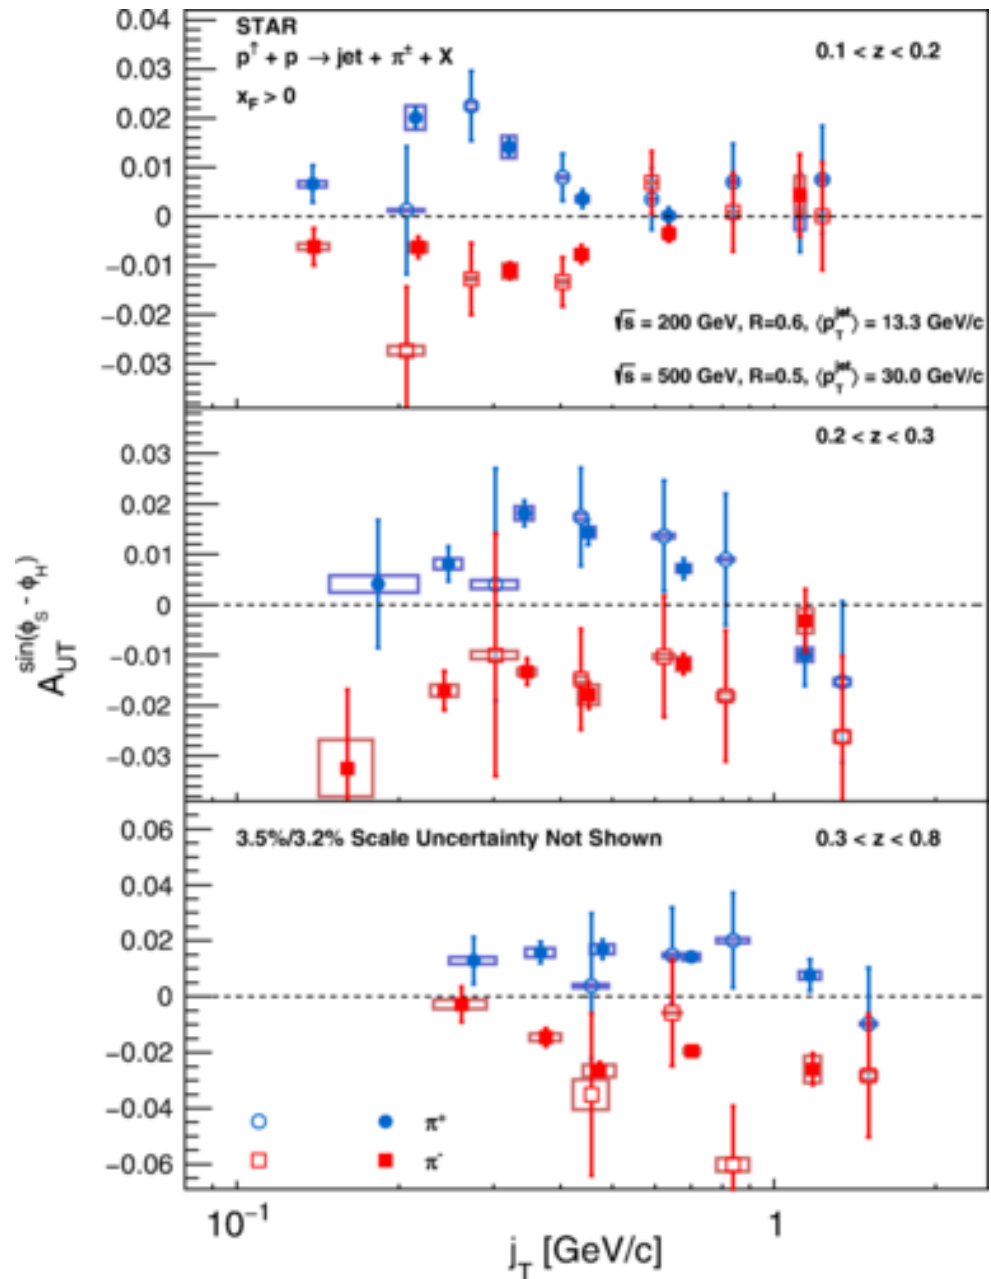 STAR
p↑ + p → jet + π± + X
x_F > 0
0.1 < z < 0.2
0.04
0.03
0.02
0.01
0
−0.01
−0.02
−0.03
√s = 200 GeV, R=0.6, ⟨p_T^jet⟩ = 13.3 GeV/c
√s = 500 GeV, R=0.5, ⟨p_T^jet⟩ = 30.0 GeV/c
0.2 < z < 0.3
0.03
0.02
0.01
0
−0.01
−0.02
−0.03
A_UT^sin(ϕ_S - ϕ_H)
3.5%/3.2% Scale Uncertainty Not Shown
0.3 < z < 0.8
0.06
0.04
0.02
0
−0.02
−0.04
−0.06
π+
π-
10^−1
1
j_T [GeV/c]